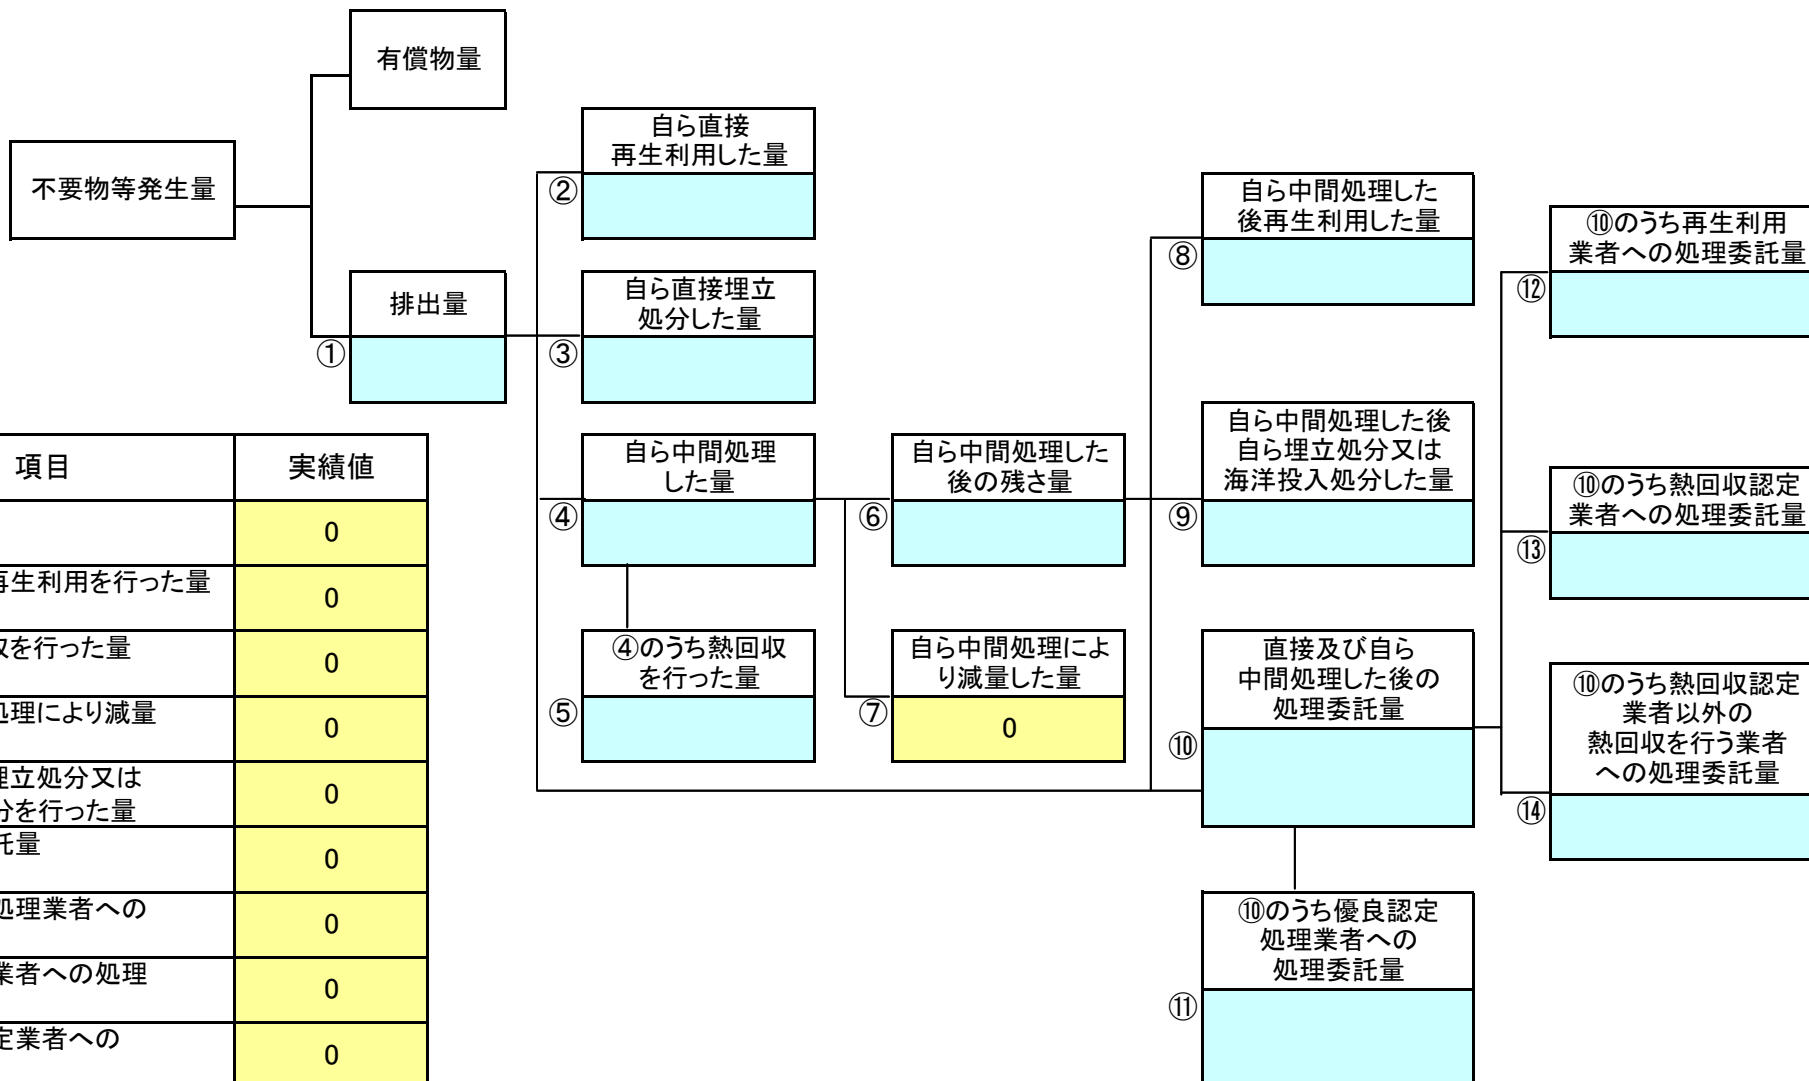 有償物量
不要物等発生量
排出量
①
自ら直接
再生利用した量
②
自ら直接埋立
処分した量
③
自ら中間処理
した量
④
④のうち熱回収
を行った量
⑤
自ら中間処理した
後の残さ量
⑥
自ら中間処理によ
り減量した量
⑦
0
自ら中間処理した
後再生利用した量
⑧
自ら中間処理した後
自ら埋立処分又は
海洋投入処分した量
⑨
直接及び自ら
中間処理した後の
処理委託量
⑩
⑩のうち優良認定
処理業者への
処理委託量
⑪
⑩のうち再生利用
業者への処理委託量
⑫
⑩のうち熱回収認定
業者への処理委託量
⑬
⑩のうち熱回収認定
業者以外の
熱回収を行う業者
への処理委託量
⑭
項目
実績値
0
再生利用を行った量
0
収を行った量
0
処理により減量
0
埋立処分又は
分を行った量
0
託量
0
処理業者への
0
業者への処理
0
定業者への
0